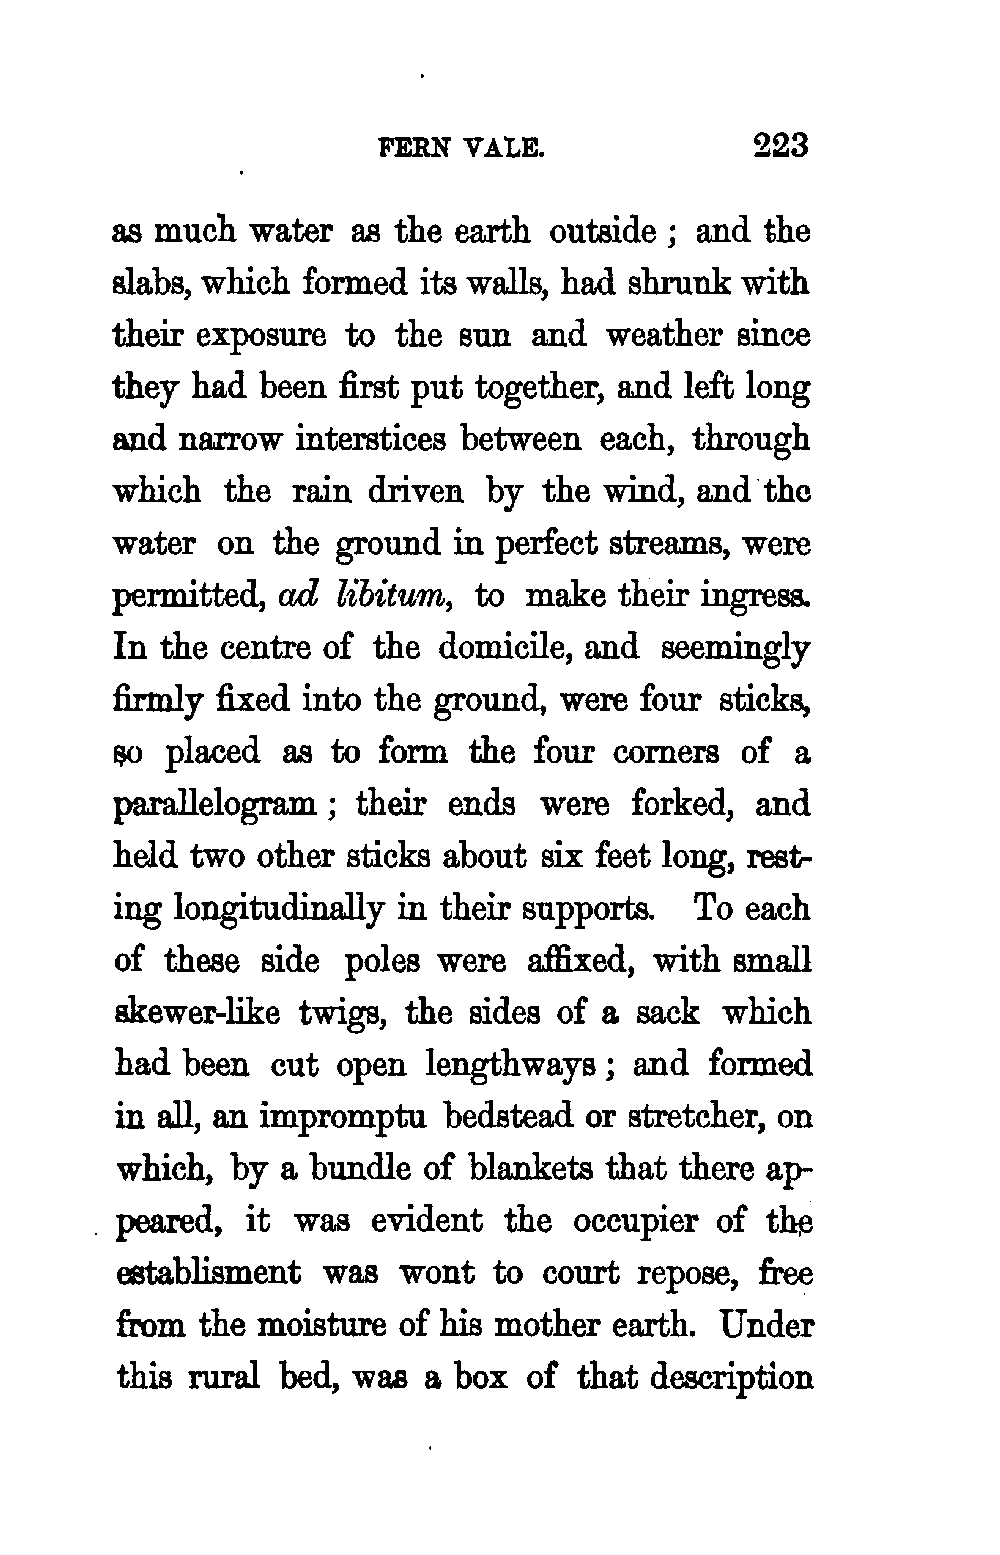 FERN VALE. 223
as much water as the earth outside ; and the
slabs, which formed its walls, had shrunk with
their exposure to the sun and weather since
they had been first put together, and left long
and narrow interstices between each, through
which the rain driven by the wind, and the
water on the ground in perfect streams, were
permitted, ad libitum, to make their ingress.
In the centre of the domicile, and seemingly
firmly fixed into the ground, were four sticks,
so placed as to form the four corners of a
parallelogram ; their ends were forked, and
held two other sticks about six feet long, rest-
ing longitudinally in their supports. To each
of these side poles were affixed, with small
skewer-like twigs, the sides of a sack which
had been cut open lengthways ; and formed
in all, an impromptu bedstead or stretcher, on
which, by a bundle of blankets that there ap-
peared, it was evident the occupier of the
establisment was wont to court repose, free
from the moisture of his mother earth. Under
this rural bed, was a box of that description